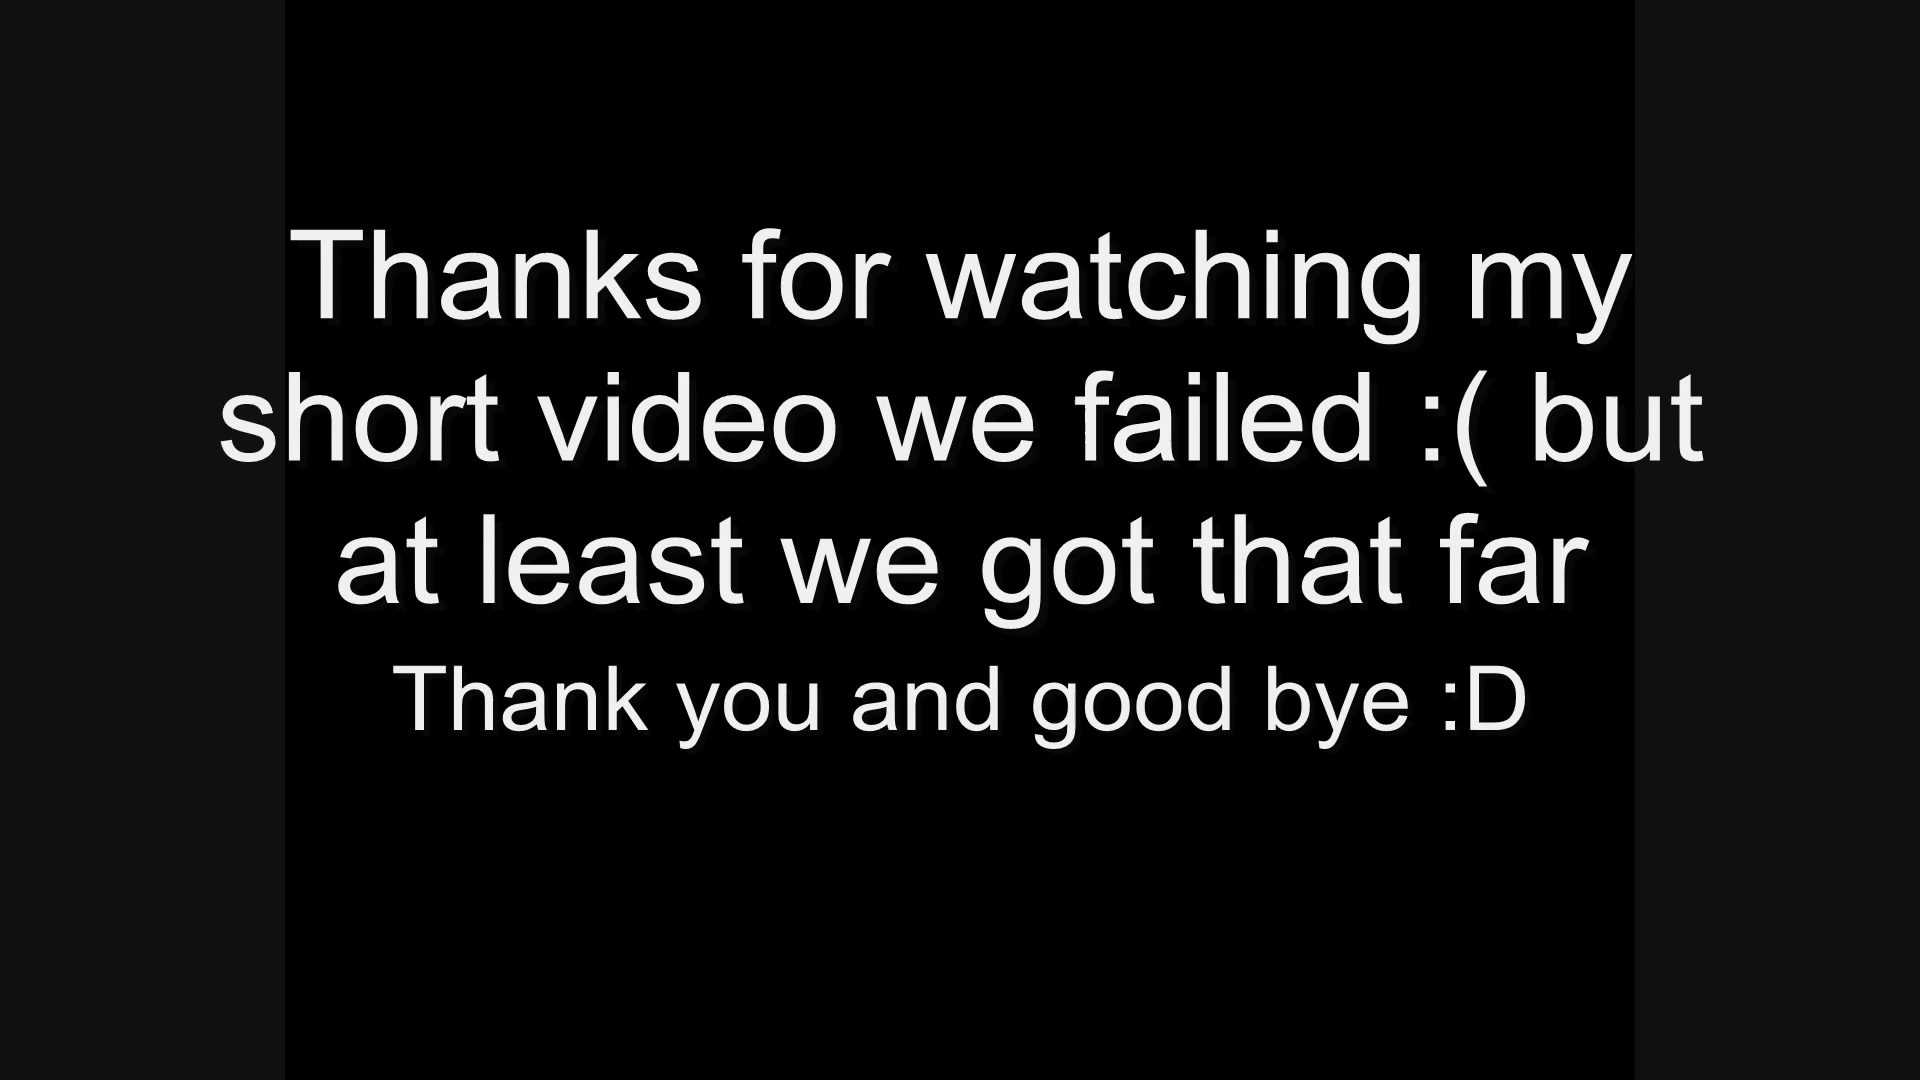 Thanks for watching my
short video we failed :( but
at least we got that far
Thank you and good bye :D